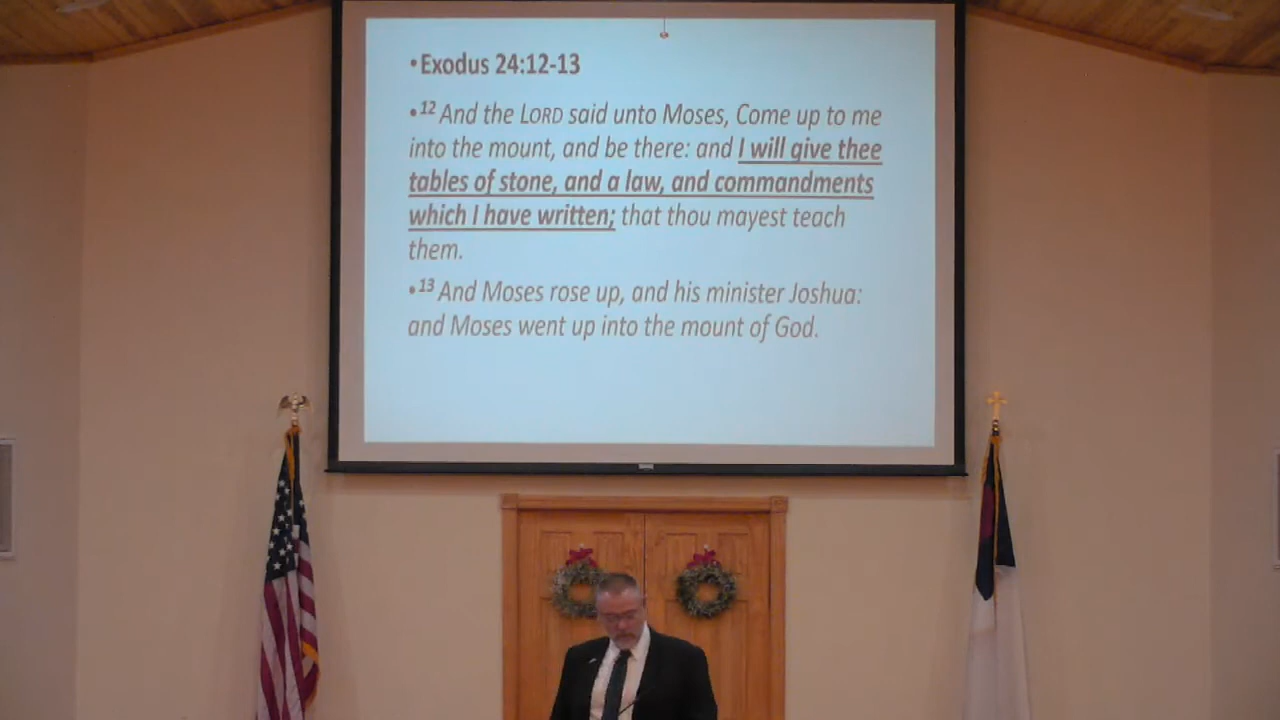 •Exodus 24:12-13
•12 And the LORD said unto Moses, Come up to me
into the mount, and be there: and I will give thee
tables of stone, and a law, and commandments
which I have written; that thou mayest teach
them.
•13 And Moses rose up, and his minister Joshua:
and Moses went up into the mount of God.